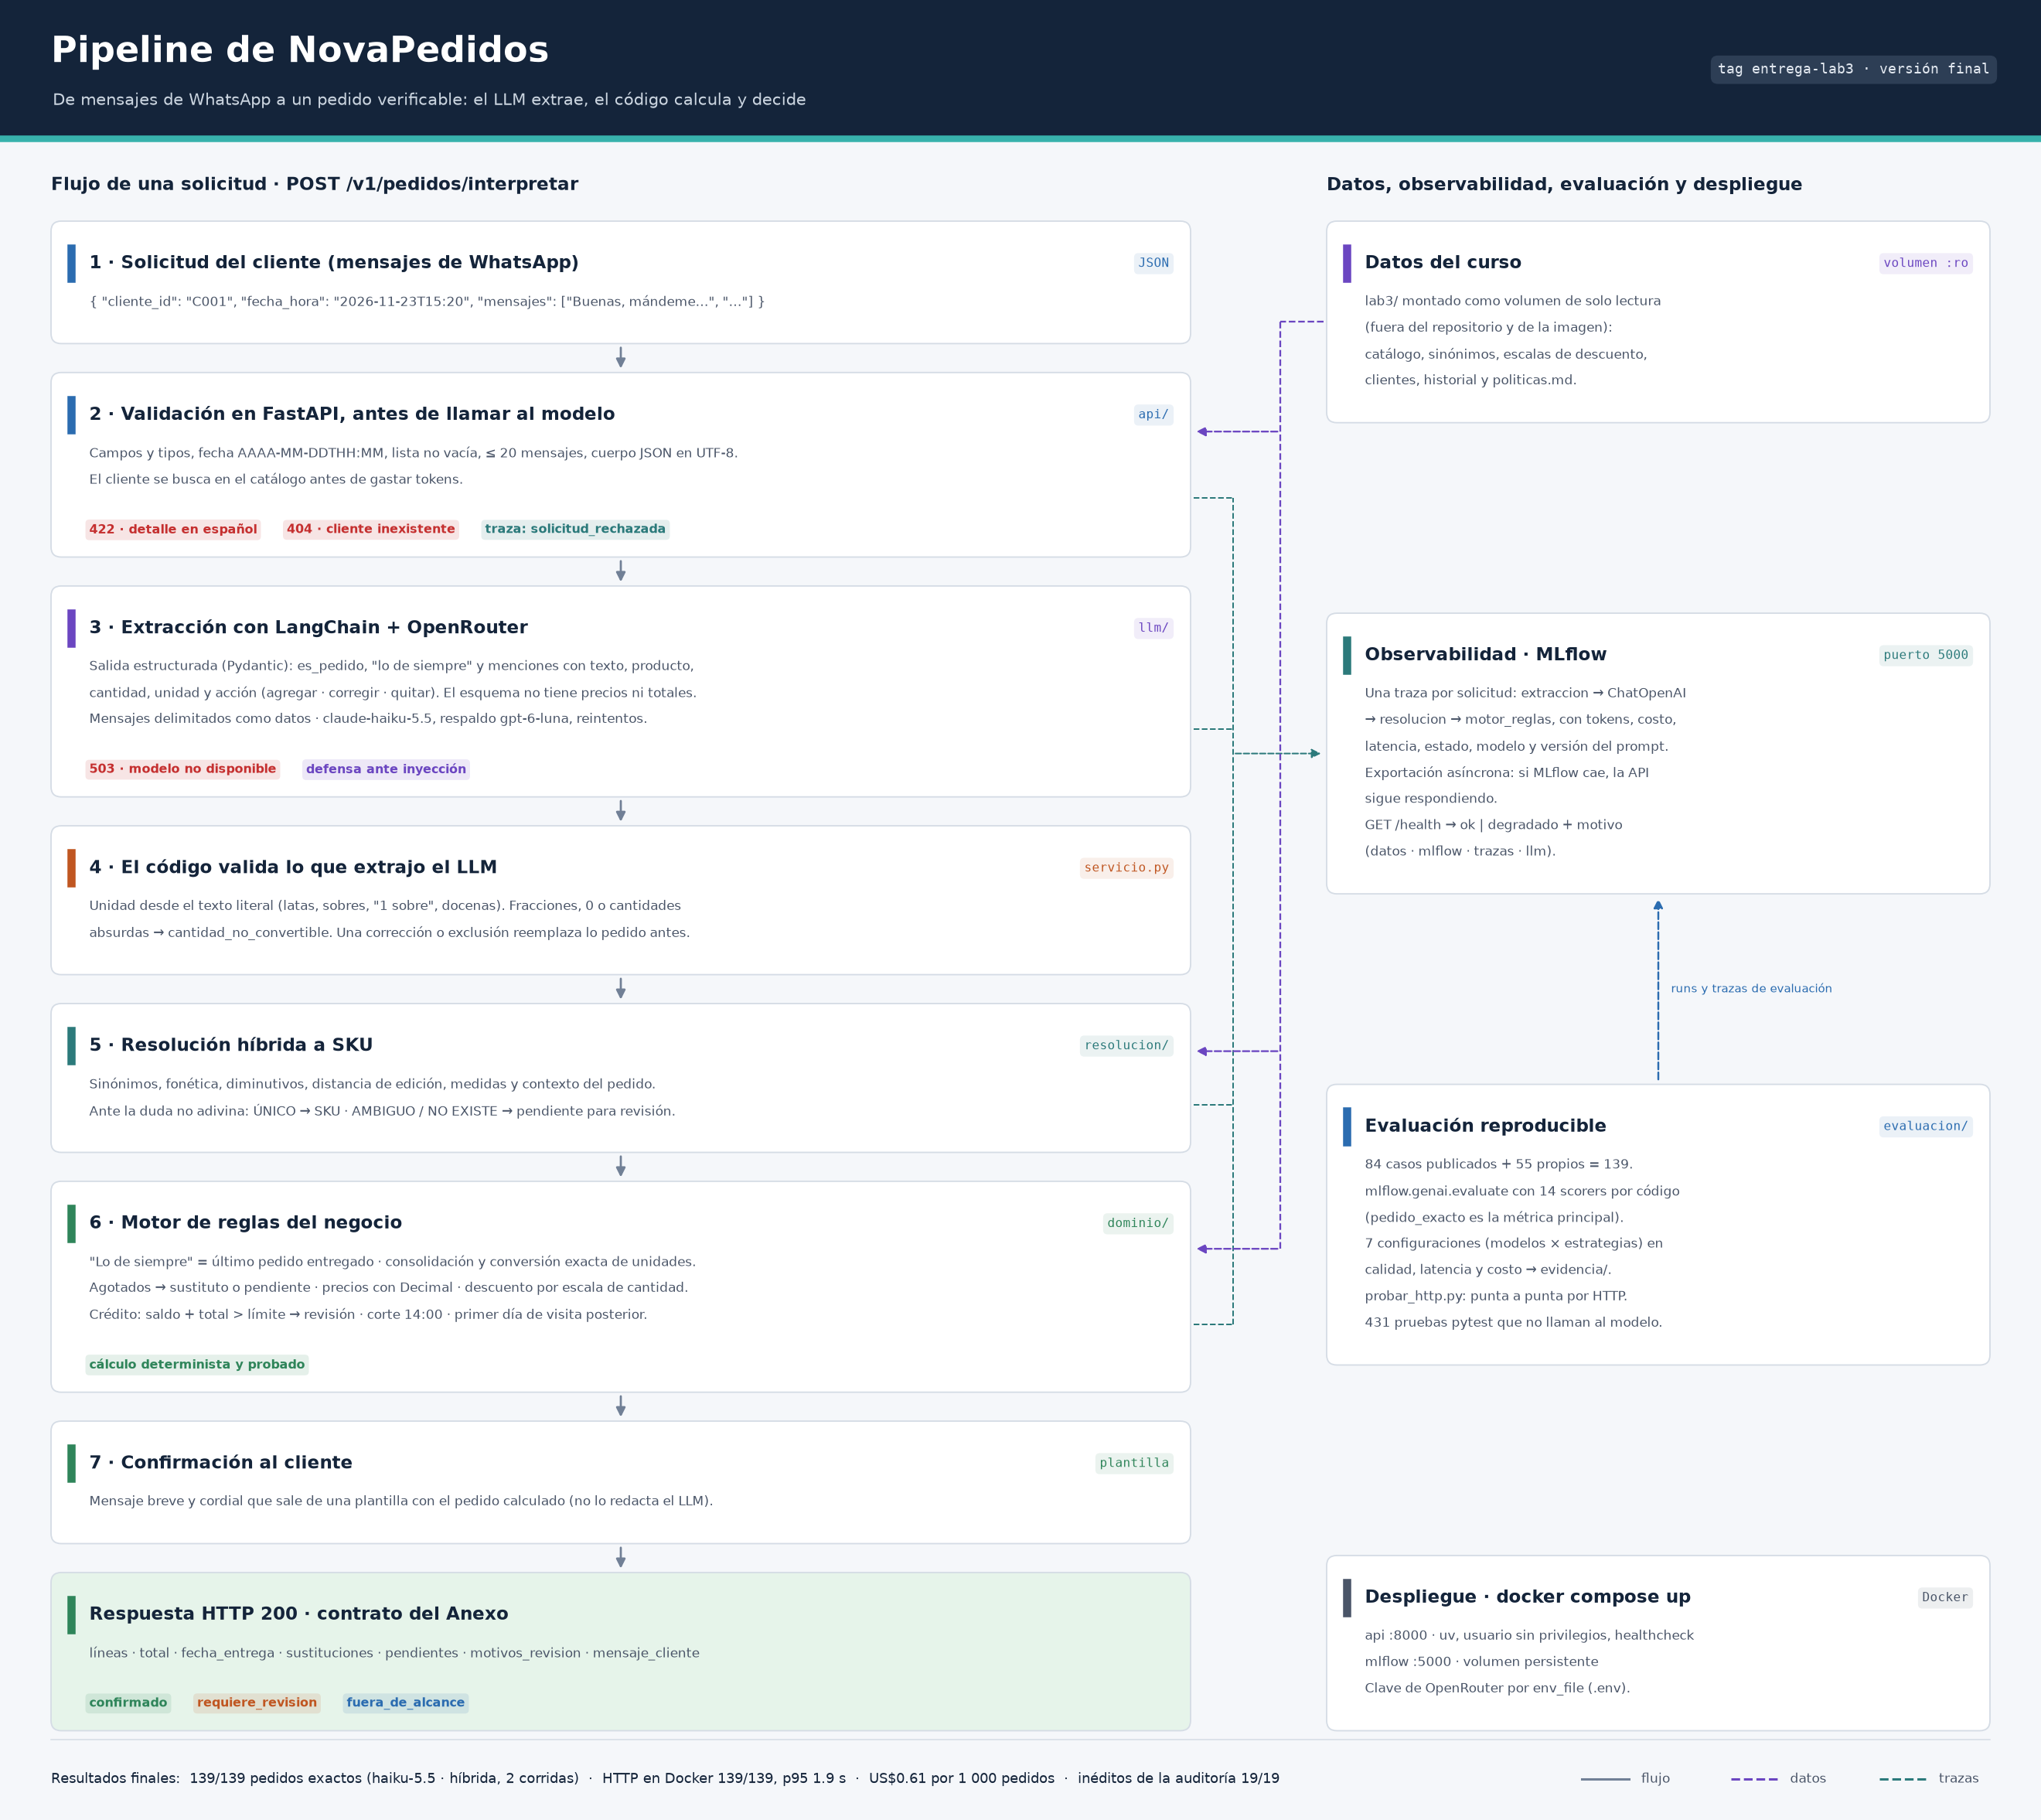 Pipeline de NovaPedidos
De mensajes de WhatsApp a un pedido verificable: el LLM extrae, el código calcula y decide
tag entrega-lab3 · versión final
Flujo de una solicitud · POST /v1/pedidos/interpretar
1 · Solicitud del cliente (mensajes de WhatsApp)
JSON
{ "cliente_id": "C001", "fecha_hora": "2026-11-23T15:20", "mensajes": ["Buenas, mándeme…", "…"] }
2 · Validación en FastAPI, antes de llamar al modelo
api/
Campos y tipos, fecha AAAA-MM-DDTHH:MM, lista no vacía, ≤ 20 mensajes, cuerpo JSON en UTF-8.
El cliente se busca en el catálogo antes de gastar tokens.
422 · detalle en español
404 · cliente inexistente
traza: solicitud_rechazada
3 · Extracción con LangChain + OpenRouter
llm/
Salida estructurada (Pydantic): es_pedido, "lo de siempre" y menciones con texto, producto,
cantidad, unidad y acción (agregar · corregir · quitar). El esquema no tiene precios ni totales.
Mensajes delimitados como datos · claude-haiku-5.5, respaldo gpt-6-luna, reintentos.
503 · modelo no disponible
defensa ante inyección
4 · El código valida lo que extrajo el LLM
servicio.py
Unidad desde el texto literal (latas, sobres, "1 sobre", docenas). Fracciones, 0 o cantidades
absurdas → cantidad_no_convertible. Una corrección o exclusión reemplaza lo pedido antes.
5 · Resolución híbrida a SKU
resolucion/
Sinónimos, fonética, diminutivos, distancia de edición, medidas y contexto del pedido.
Ante la duda no adivina: ÚNICO → SKU · AMBIGUO / NO EXISTE → pendiente para revisión.
6 · Motor de reglas del negocio
dominio/
"Lo de siempre" = último pedido entregado · consolidación y conversión exacta de unidades.
Agotados → sustituto o pendiente · precios con Decimal · descuento por escala de cantidad.
Crédito: saldo + total > límite → revisión · corte 14:00 · primer día de visita posterior.
cálculo determinista y probado
7 · Confirmación al cliente
plantilla
Mensaje breve y cordial que sale de una plantilla con el pedido calculado (no lo redacta el LLM).
Respuesta HTTP 200 · contrato del Anexo
líneas · total · fecha_entrega · sustituciones · pendientes · motivos_revision · mensaje_cliente
confirmado
requiere_revision
fuera_de_alcance
Datos, observabilidad, evaluación y despliegue
Datos del curso
volumen :ro
lab3/ montado como volumen de solo lectura
(fuera del repositorio y de la imagen):
catálogo, sinónimos, escalas de descuento,
clientes, historial y politicas.md.
Observabilidad · MLflow
puerto 5000
Una traza por solicitud: extraccion → ChatOpenAI
→ resolucion → motor_reglas, con tokens, costo,
latencia, estado, modelo y versión del prompt.
Exportación asíncrona: si MLflow cae, la API
sigue respondiendo.
GET /health → ok | degradado + motivo
(datos · mlflow · trazas · llm).
runs y trazas de evaluación
Evaluación reproducible
evaluacion/
84 casos publicados + 55 propios = 139.
mlflow.genai.evaluate con 14 scorers por código
(pedido_exacto es la métrica principal).
7 configuraciones (modelos × estrategias) en
calidad, latencia y costo → evidencia/.
probar_http.py: punta a punta por HTTP.
431 pruebas pytest que no llaman al modelo.
Despliegue · docker compose up
Docker
api :8000 · uv, usuario sin privilegios, healthcheck
mlflow :5000 · volumen persistente
Clave de OpenRouter por env_file (.env).
Resultados finales: 139/139 pedidos exactos (haiku-5.5 · híbrida, 2 corridas) · HTTP en Docker 139/139, p95 1.9 s · US$0.61 por 1 000 pedidos · inéditos de la auditoría 19/19
flujo
datos
trazas